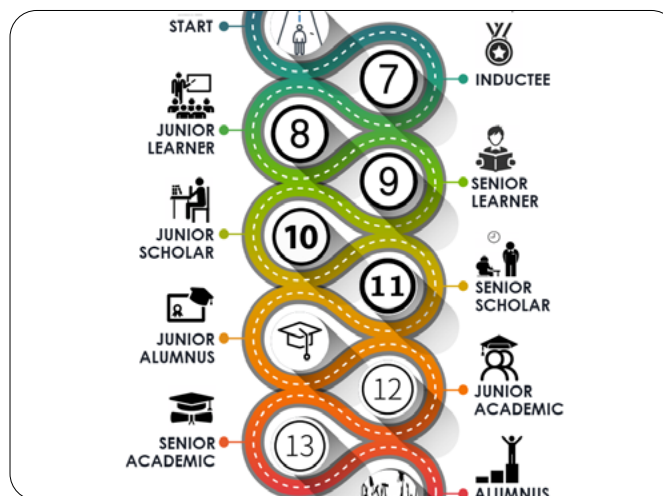 START
7
INDUCTEE
8
JUNIOR
LEARNER
9
SENIOR
LEARNER
10
JUNIOR
SCHOLAR
11
SENIOR
SCHOLAR
JUNIOR
ALUMNUS
12
JUNIOR
ACADEMIC
13
SENIOR
ACADEMIC
ALUMNUS